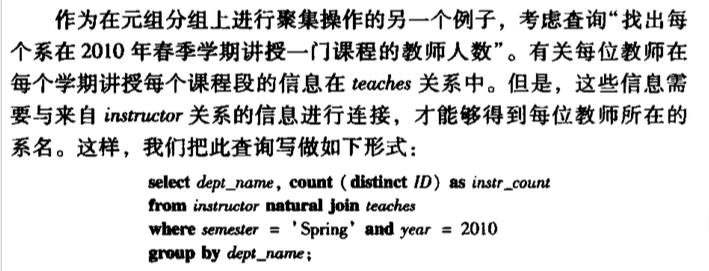 作为在元组分组上进行聚集操作的另一个例子，考虑查询“找出每
个系在 2010 年春季学期讲授一门课程的教师人数”。有关每位教师在
每个学期讲授每个课程段的信息在 teaches 关系中。但是，这些信息需
要与来自 instructor 关系的信息进行连接，才能够得到每位教师所在的
系名。这样，我们把此查询写做如下形式：
select dept_name, count (distinct ID) as instr_count
from instructor natural join teaches
where semester = 'Spring' and year = 2010
group by dept_name;